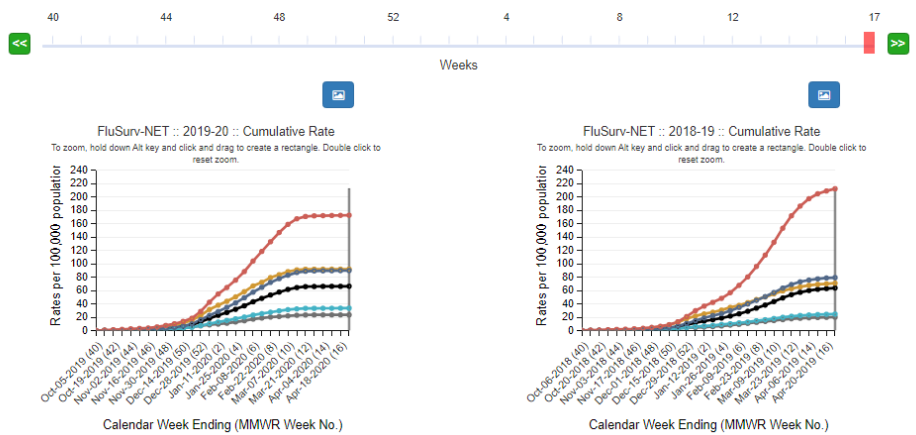 40 44 48 52 4 8 12 17
<< >>
Weeks
FluSurv-NET :: 2019-20 :: Cumulative Rate
To zoom, hold down Alt key and click and drag to create a rectangle. Double click to
reset zoom.
Rates per 100,000 population
240
220
200
180
160
140
120
100
80
60
40
20
0
Oct-05-2019 (40)
Oct-19-2019 (42)
Nov-02-2019 (44)
Nov-16-2019 (46)
Nov-30-2019 (48)
Dec-14-2019 (50)
Dec-28-2019 (52)
Jan-11-2020 (2)
Jan-25-2020 (4)
Feb-08-2020 (6)
Feb-22-2020 (8)
Mar-07-2020 (10)
Mar-21-2020 (12)
Apr-04-2020 (14)
Apr-18-2020 (16)
Calendar Week Ending (MMWR Week No.)
FluSurv-NET :: 2018-19 :: Cumulative Rate
To zoom, hold down Alt key and click and drag to create a rectangle. Double click to
reset zoom.
Rates per 100,000 population
240
220
200
180
160
140
120
100
80
60
40
20
0
Oct-06-2018 (40)
Oct-20-2018 (42)
Nov-03-2018 (44)
Nov-17-2018 (46)
Dec-01-2018 (48)
Dec-15-2018 (50)
Dec-29-2018 (52)
Jan-12-2019 (2)
Jan-26-2019 (4)
Feb-09-2019 (6)
Feb-23-2019 (8)
Mar-09-2019 (10)
Mar-23-2019 (12)
Apr-06-2019 (14)
Apr-20-2019 (16)
Calendar Week Ending (MMWR Week No.)